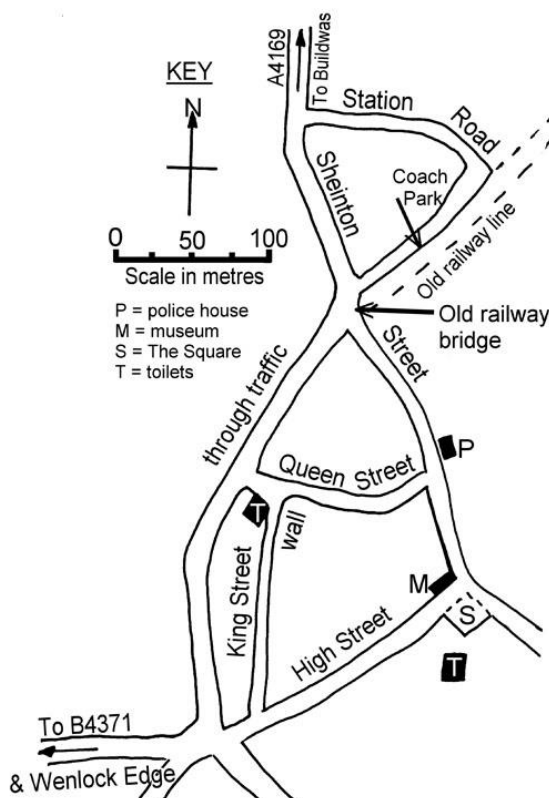 A4169
To Buildwas
KEY
N
Station
Road
Sheinton
Coach
Park
0 50 100
Scale in metres
Old railway line
P = police house
M = museum
S = The Square
T = toilets
Old railway
bridge
Street
through traffic
P
Queen Street
T
wall
King Street
M
S
High Street
T
To B4371
& Wenlock Edge